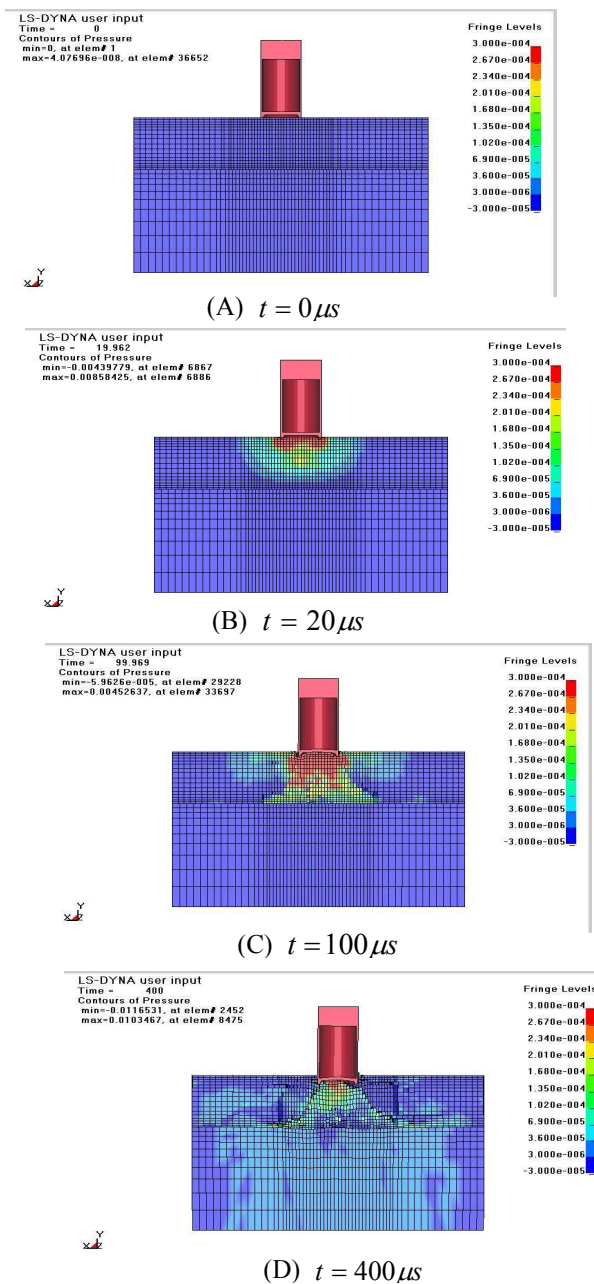 LS-DYNA user input
Time = 0
Contours of Pressure
min=0, at elem# 1
max=4.07696e-008, at elem# 36652
Fringe Levels
3.000e-004
2.670e-004
2.340e-004
2.010e-004
1.680e-004
1.350e-004
1.020e-004
6.900e-005
3.600e-005
3.000e-006
-3.000e-005
Y
X Z
(A) t = 0μs
LS-DYNA user input
Time = 19.962
Contours of Pressure
min=-0.00439779, at elem# 6867
max=0.00858425, at elem# 6886
Fringe Levels
3.000e-004
2.670e-004
2.340e-004
2.010e-004
1.680e-004
1.350e-004
1.020e-004
6.900e-005
3.600e-005
3.000e-006
-3.000e-005
Y
X Z
(B) t = 20μs
LS-DYNA user input
Time = 99.969
Contours of Pressure
min=-5.9626e-005, at elem# 29228
max=0.00452637, at elem# 33697
Fringe Levels
3.000e-004
2.670e-004
2.340e-004
2.010e-004
1.680e-004
1.350e-004
1.020e-004
6.900e-005
3.600e-005
3.000e-006
-3.000e-005
Y
X Z
(C) t = 100μs
LS-DYNA user input
Time = 400
Contours of Pressure
min=-0.0116531, at elem# 2452
max=0.0103467, at elem# 8475
Fringe Levels
3.000e-004
2.670e-004
2.340e-004
2.010e-004
1.680e-004
1.350e-004
1.020e-004
6.900e-005
3.600e-005
3.000e-006
-3.000e-005
Y
X Z
(D) t = 400μs